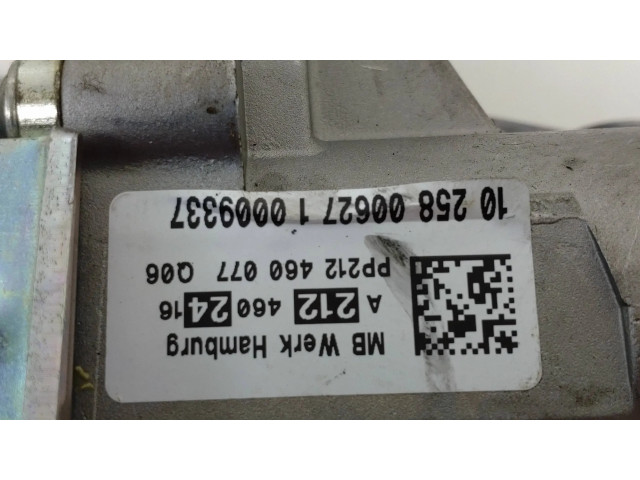 MB Werk Hamburg
A 212 460 24 16
PP212 460 077 Q06
10 258 00627 1 0009337